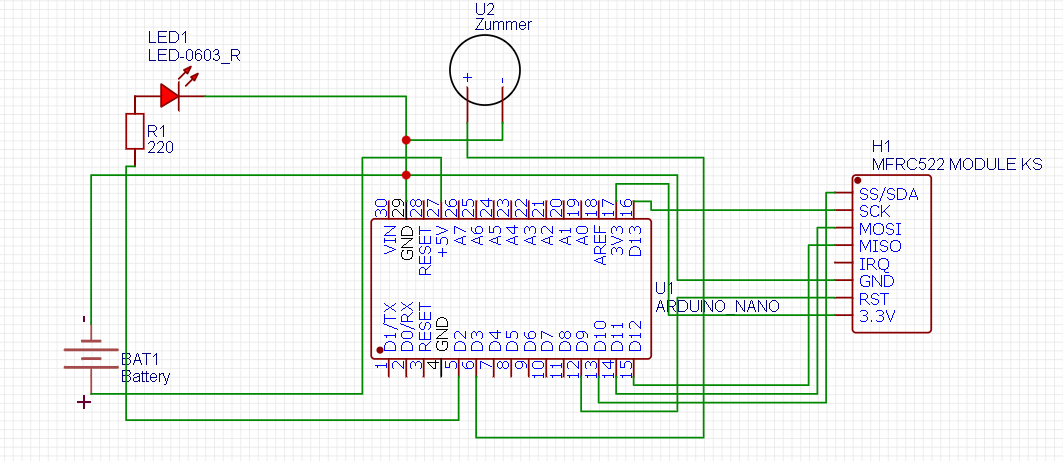 U2
Zummer
LED1
LED-0603_R
+
-
R1
220
H1
MFRC522 MODULE KS
SS/SDA
SCK
MOSI
MISO
IRQ
GND
RST
3.3V
30 29 28 27 26 25 24 23 22 21 20 19 18 17 16
VIN GND RESET +5V A7 A6 A5 A4 A3 A2 A1 A0 AREF 3V3 D13
U1
ARDUINO_NANO
D1/TX D0/RX RESET GND D2 D3 D4 D5 D6 D7 D8 D9 D10 D11 D12
1 2 3 4 5 6 7 8 9 10 11 12 13 14 15
-
BAT1
Battery
+